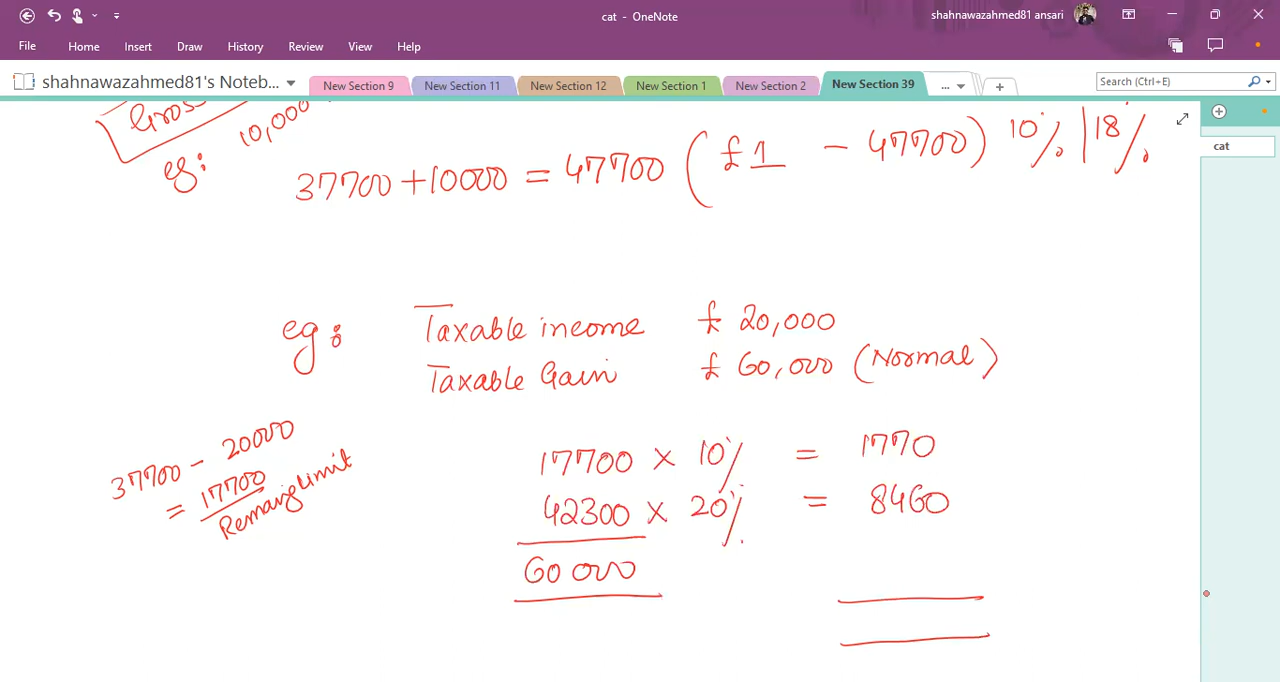 cat - OneNote
shahnawazahmed81 ansari
File Home Insert Draw History Review View Help
shahnawazahmed81's Noteb...
New Section 9 New Section 11 New Section 12 New Section 1 New Section 2 New Section 39 ... +
Search (Ctrl+E)
cat
Gross
eg: 10,000
37700 + 10000 = 47700 (£1 - 47700) 10% | 18%
eg: Taxable income £ 20,000
Taxable Gain £ 60,000 (Normal)
37700 - 20000
= 17700
Remaing limit
17700 × 10% = 1770
42300 × 20% = 8460
60000